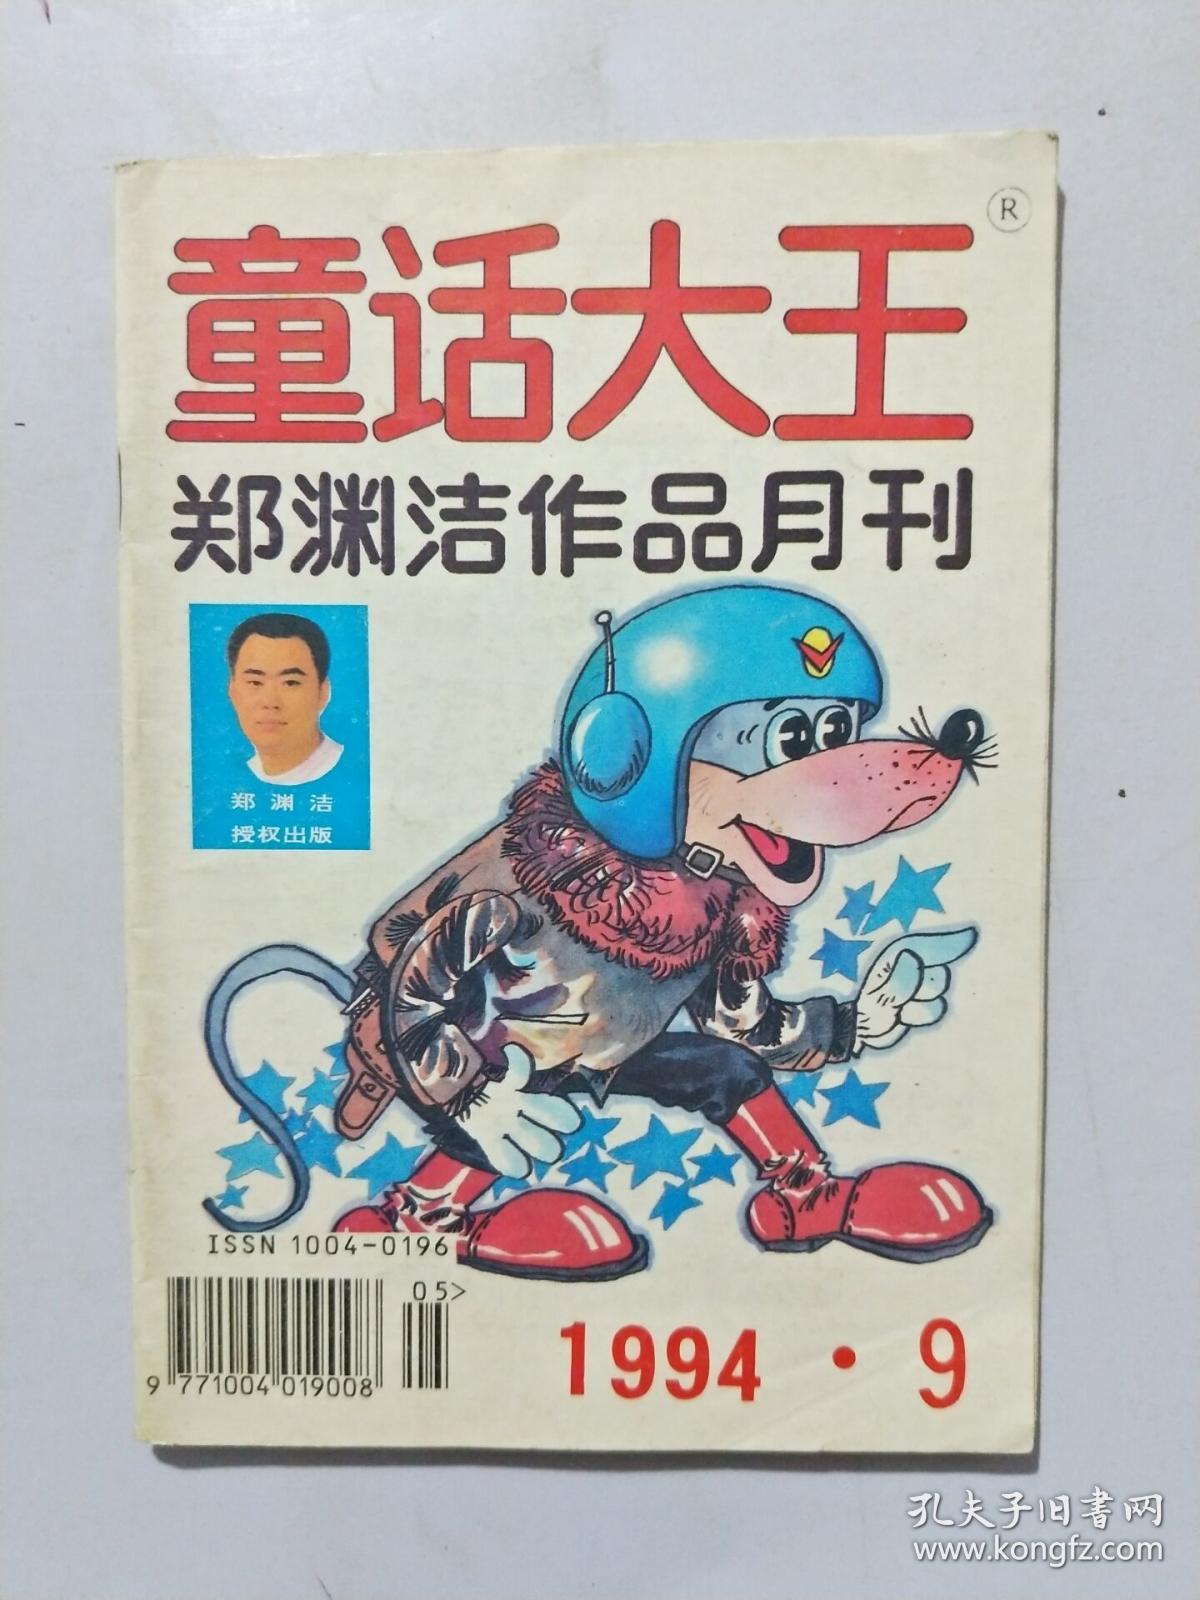 童话大王
®
郑渊洁作品月刊
郑渊洁
授权出版
ISSN 1004-0196
05>
9 771004 019008
1994·9
孔夫子旧书网
www.kongfz.com